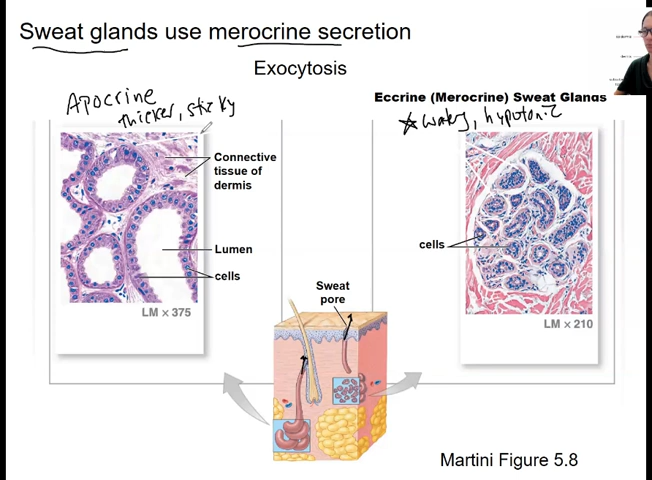 Sweat glands use merocrine secretion
Exocytosis
Apocrine
thicker, sticky
Eccrine (Merocrine) Sweat Glands
watery, hypotonic
Connective
tissue of
dermis
Lumen
cells
LM × 375
cells
LM × 210
Sweat
pore
Martini Figure 5.8